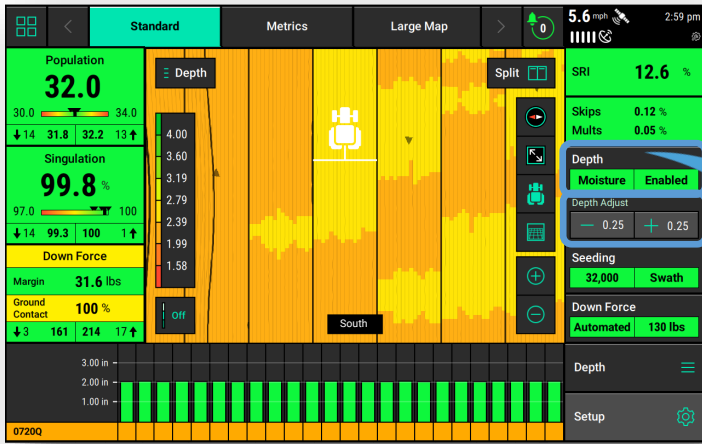 Standard
Metrics
Large Map
0
5.6 mph
2:59 pm
Population
32.0
30.0 34.0
14 31.8 32.2 13
Singulation
99.8 %
97.0 100
14 99.3 100 1
Down Force
Margin 31.6 lbs
Ground Contact 100 %
3 161 214 17
Depth
Split
4.00
3.60
3.19
2.79
2.39
1.99
1.58
Off
South
SRI 12.6 %
Skips 0.12 %
Mults 0.05 %
Depth
Moisture Enabled
Depth Adjust
— 0.25 + 0.25
Seeding
32,000 Swath
Down Force
Automated 130 lbs
Depth
Setup
3.00 in
2.00 in
1.00 in
0720Q